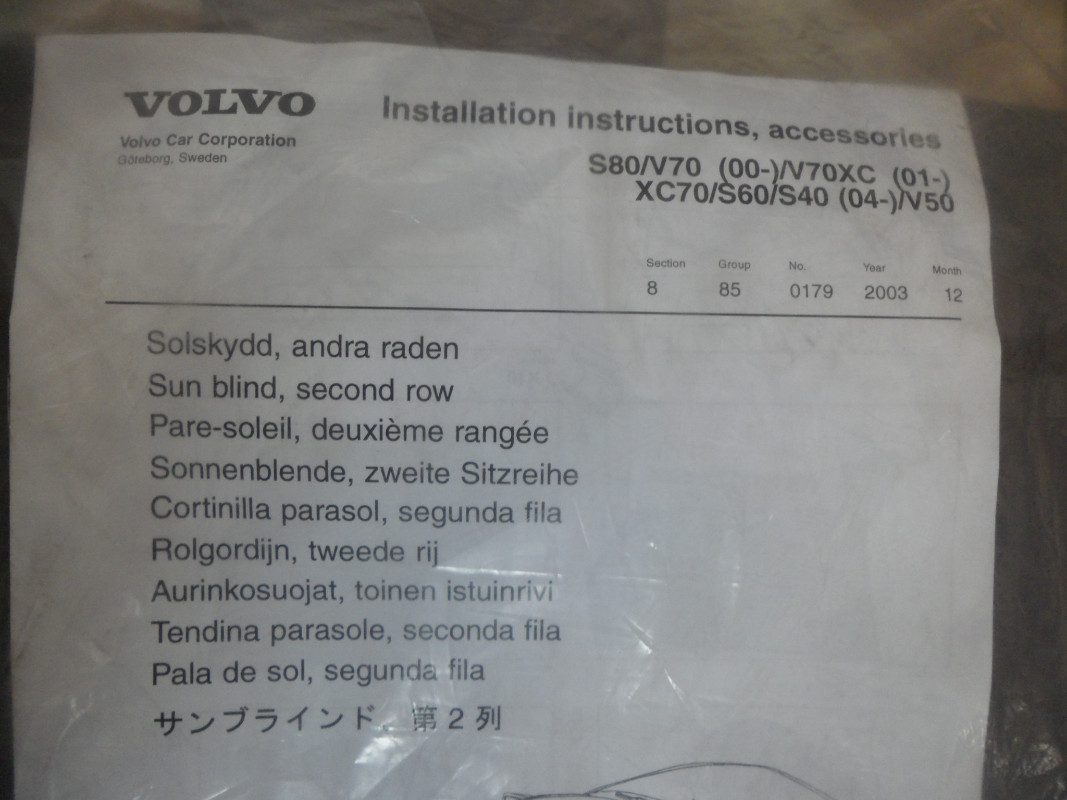 VOLVO
Volvo Car Corporation
Göteborg, Sweden
Installation instructions, accessories
S80/V70 (00-)/V70XC (01-)
XC70/S60/S40 (04-)/V50
Section Group No. Year Month
8 85 0179 2003 12
Solskydd, andra raden
Sun blind, second row
Pare-soleil, deuxième rangée
Sonnenblende, zweite Sitzreihe
Cortinilla parasol, segunda fila
Rolgordijn, tweede rij
Aurinkosuojat, toinen istuinrivi
Tendina parasole, seconda fila
Pala de sol, segunda fila
サンブラインド、第2列